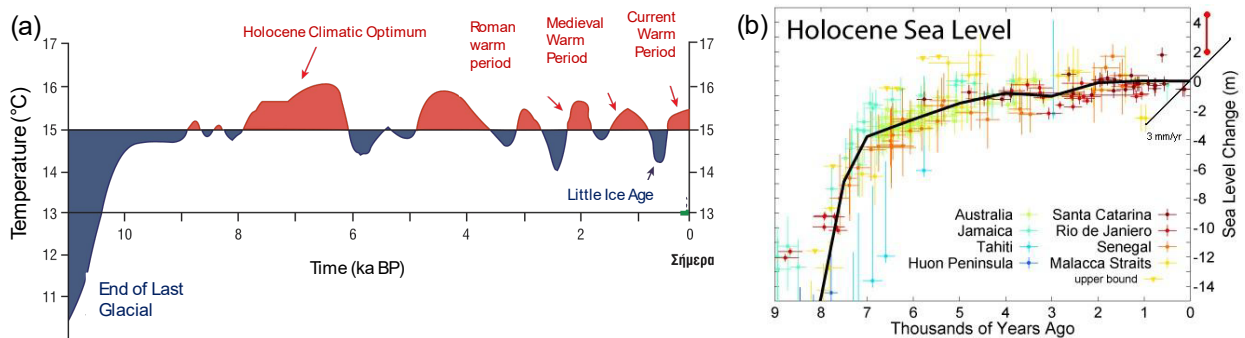 (a)
17
16
15
14
13
12
11
Temperature (°C)
Holocene Climatic Optimum
Roman
warm
period
Medieval
Warm
Period
Current
Warm
Period
17
16
15
14
13
Little Ice Age
End of Last
Glacial
10
8
6
4
2
0
Time (ka BP)
Σήμερα
(b)
Holocene Sea Level
4
2
0
-2
-4
-6
-8
-10
-12
-14
Sea Level Change (m)
3 mm/yr
Australia
Jamaica
Tahiti
Huon Peninsula
Santa Catarina
Rio de Janiero
Senegal
Malacca Straits
upper bound
9
8
7
6
5
4
3
2
1
0
Thousands of Years Ago